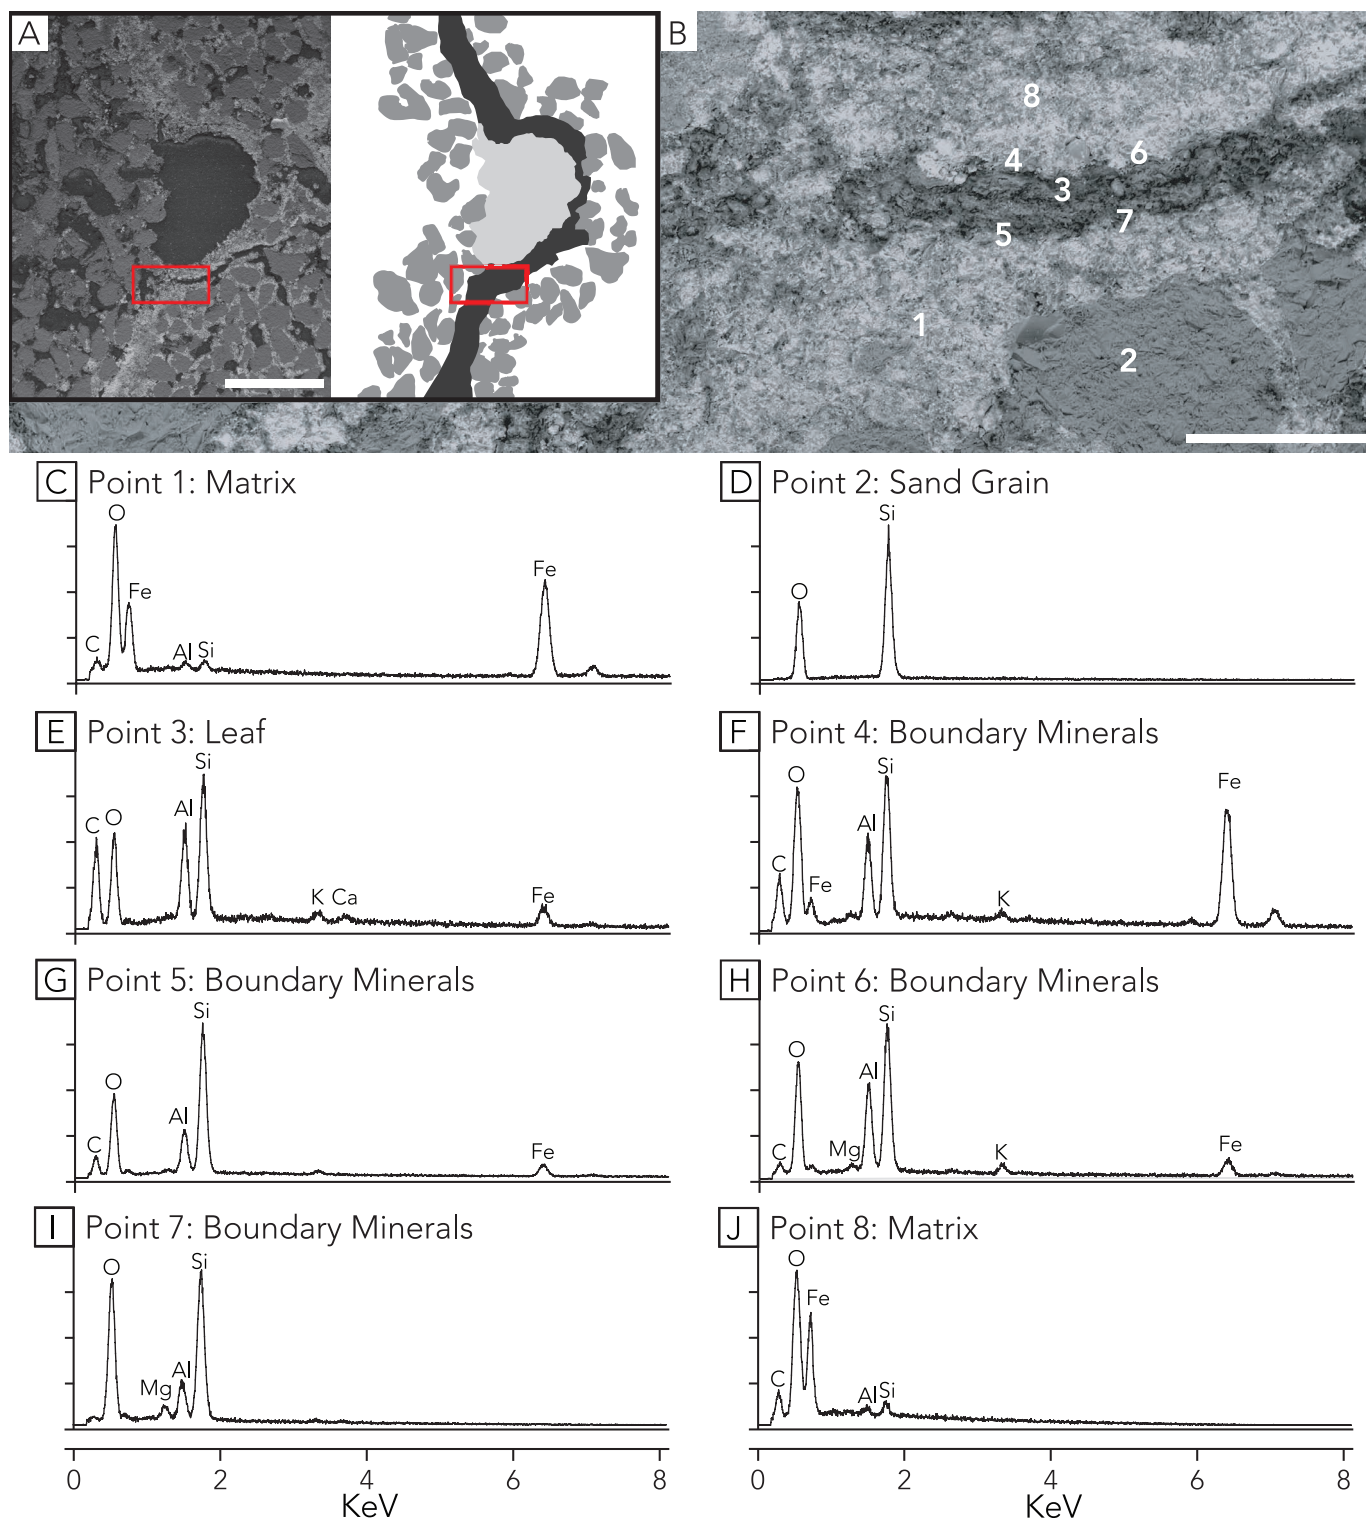 A
B
8
4
6
3
7
5
1
2
C Point 1: Matrix
O
Fe
Fe
C
Al Si
D Point 2: Sand Grain
Si
O
E Point 3: Leaf
Si
Al
C O
K Ca
Fe
F Point 4: Boundary Minerals
O
Si
Fe
Al
C
Fe
K
G Point 5: Boundary Minerals
Si
O
Al
C
Fe
H Point 6: Boundary Minerals
Si
O
Al
C
Mg
K
Fe
I Point 7: Boundary Minerals
O
Si
Mg
Al
J Point 8: Matrix
O
Fe
C
Al Si
0 2 4 6 8
KeV
0 2 4 6 8
KeV